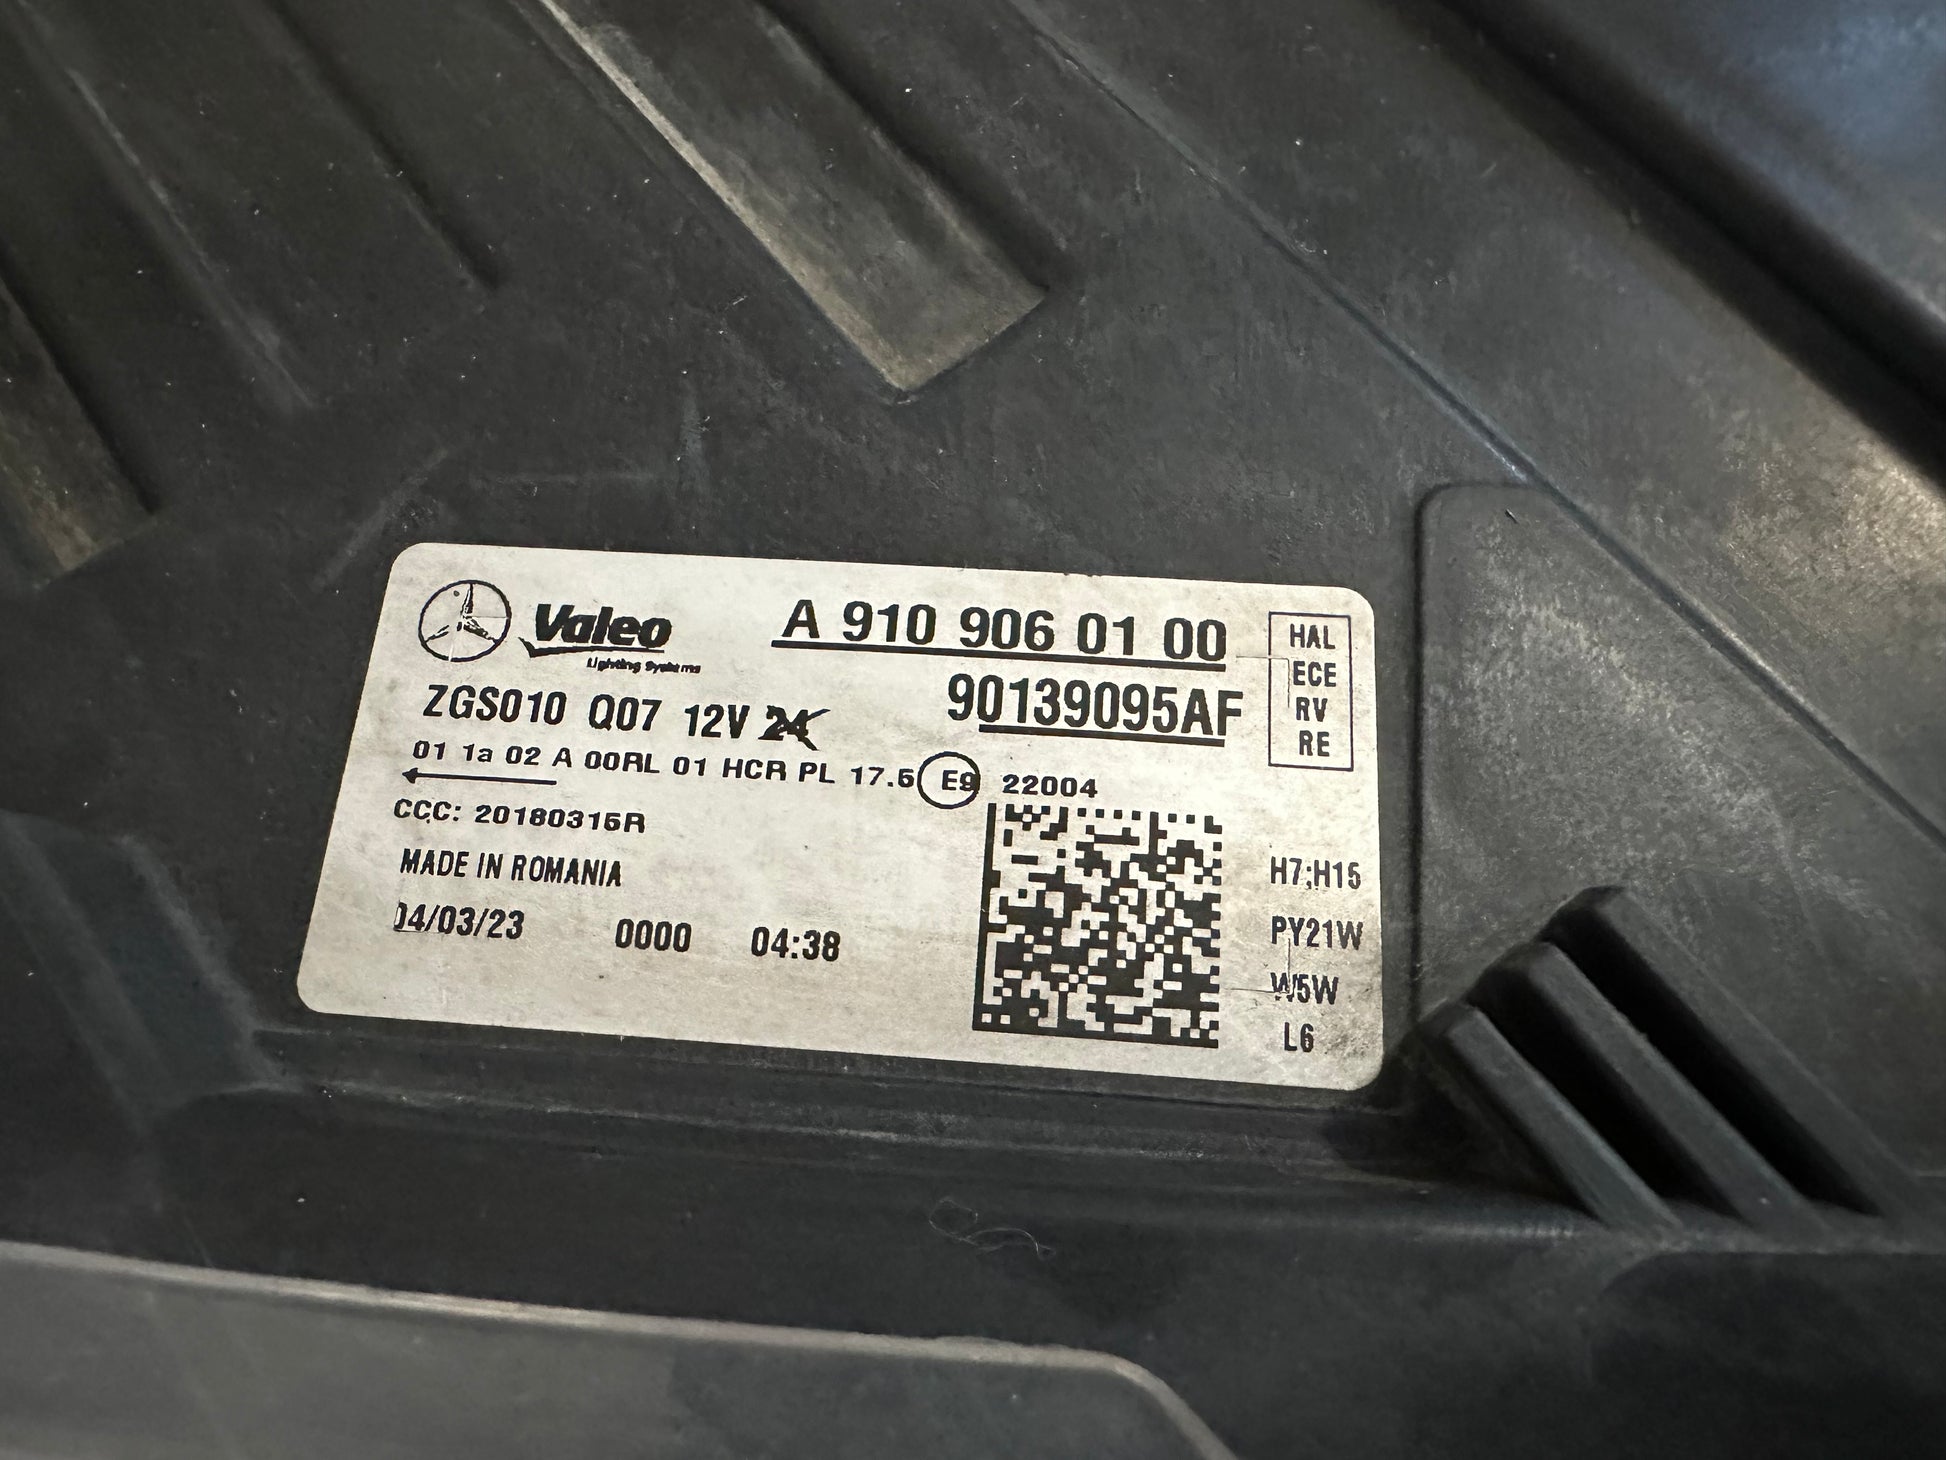 Valeo
Lighting Systems
A 910 906 01 00
HAL
ECE
RV
RE
ZGS010 Q07 12V 24
90139095AF
01 1a 02 A 00RL 01 HCR PL 17.5 E9 22004
CCC: 20180315R
MADE IN ROMANIA
04/03/23 0000 04:38
H7;H15
PY21W
W5W
L6